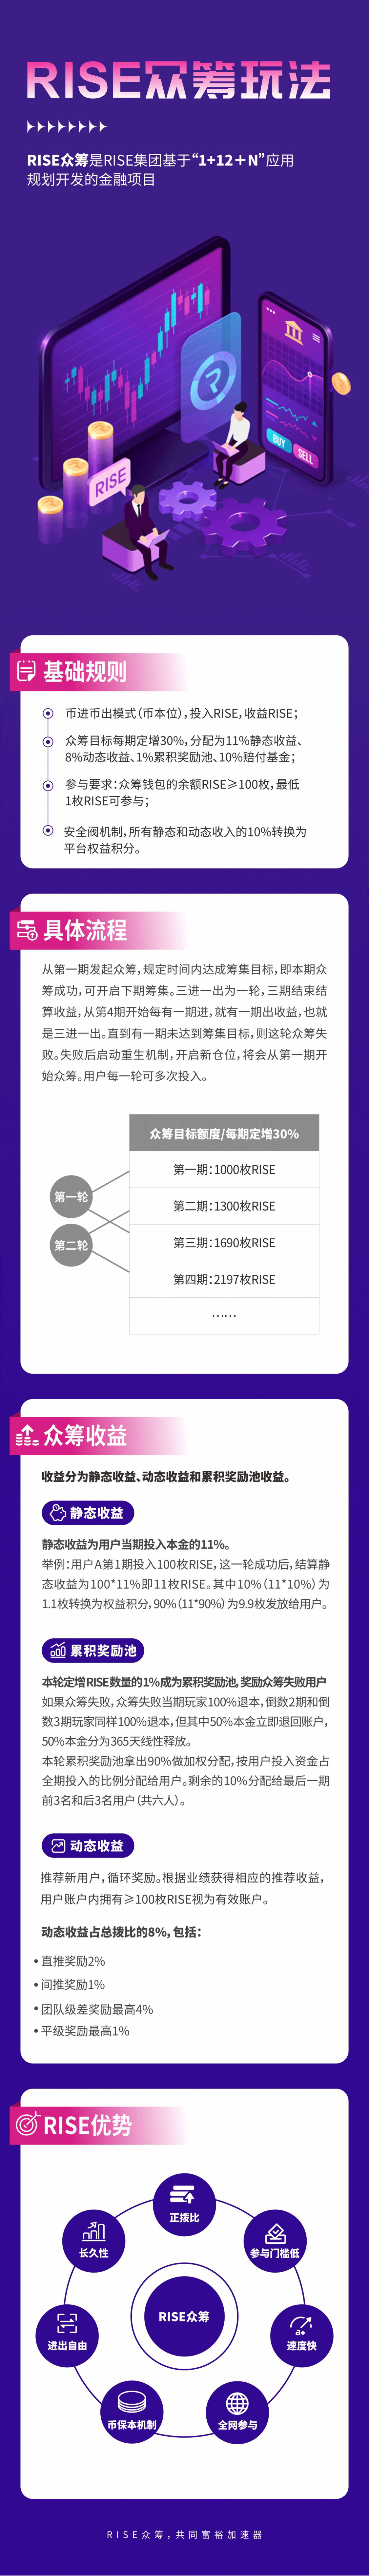 RISE众筹玩法
RISE众筹是RISE集团基于“1+12＋N”应用
规划开发的金融项目
BUY
SELL
RISE
基础规则
币进币出模式（币本位），投入RISE，收益RISE；
众筹目标每期定增30%，分配为11%静态收益、
8%动态收益、1%累积奖励池、10%赔付基金；
参与要求：众筹钱包的余额RISE≥100枚，最低
1枚RISE可参与；
安全阀机制，所有静态和动态收入的10%转换为
平台权益积分。
具体流程
从第一期发起众筹，规定时间内达成筹集目标，即本期众
筹成功，可开启下期筹集。三进一出为一轮，三期结束结
算收益，从第4期开始每有一期进，就有一期出收益，也就
是三进一出。直到有一期未达到筹集目标，则这轮众筹失
败。失败后启动重生机制，开启新仓位，将会从第一期开
始众筹。用户每一轮可多次投入。
众筹目标额度/每期定增30%
第一期：1000枚RISE
第一轮
第二期：1300枚RISE
第二轮
第三期：1690枚RISE
第四期：2197枚RISE
……
众筹收益
收益分为静态收益、动态收益和累积奖励池收益。
静态收益
静态收益为用户当期投入本金的11%。
举例：用户A第1期投入100枚RISE，这一轮成功后，结算静
态收益为100*11%即11枚RISE。其中10%（11*10%）为
1.1枚转换为权益积分，90%（11*90%）为9.9枚发放给用户。
累积奖励池
本轮定增RISE数量的1%成为累积奖励池，奖励众筹失败用户
如果众筹失败，众筹失败当期玩家100%退本，倒数2期和倒
数3期玩家同样100%退本，但其中50%本金立即退回账户，
50%本金分为365天线性释放。
本轮累积奖励池拿出90%做加权分配，按用户投入资金占
全期投入的比例分配给用户。剩余的10%分配给最后一期
前3名和后3名用户（共六人）。
动态收益
推荐新用户，循环奖励。根据业绩获得相应的推荐收益，
用户账户内拥有≥100枚RISE视为有效账户。
动态收益占总拨比的8%，包括：
• 直推奖励2%
• 间推奖励1%
• 团队级差奖励最高4%
• 平级奖励最高1%
RISE优势
正拨比
长久性
参与门槛低
RISE众筹
进出自由
a+
速度快
币保本机制
全网参与
RISE众筹，共同富裕加速器